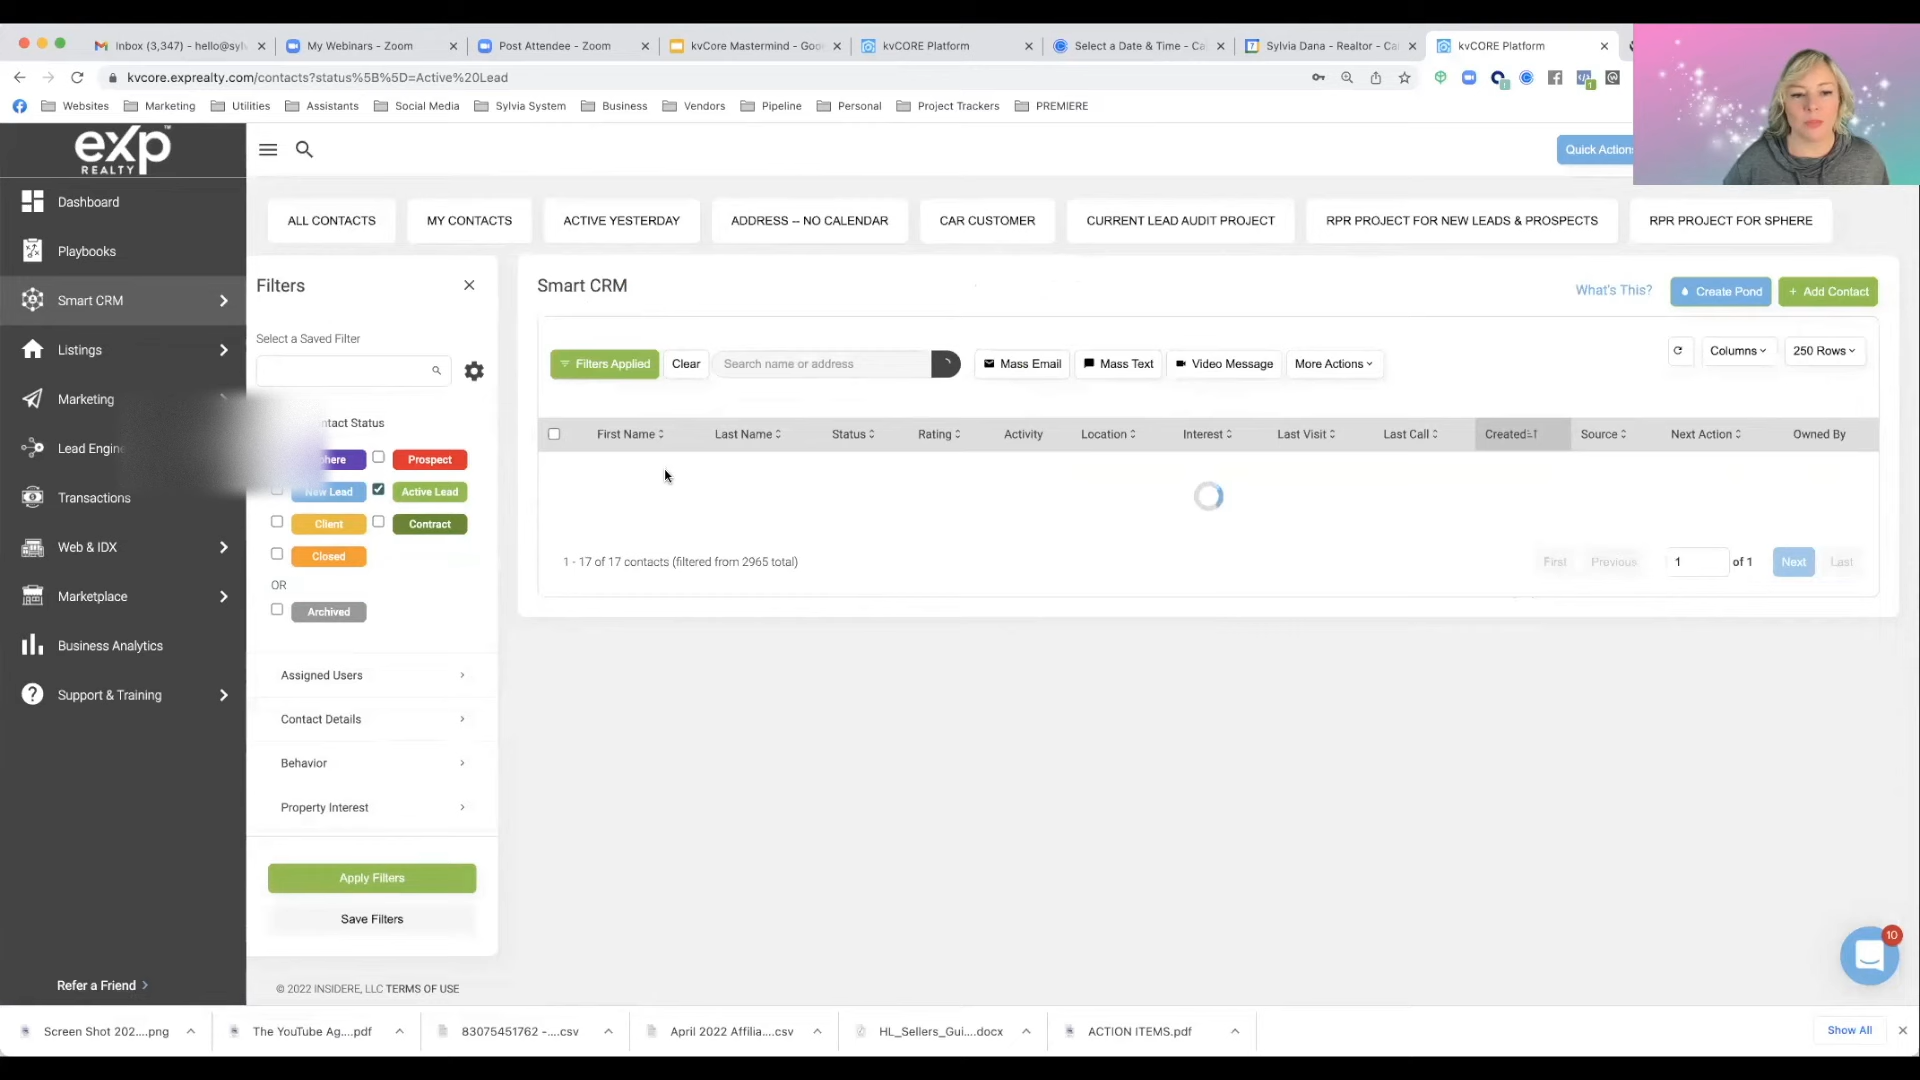 Inbox (3,347) - hello@sylv
My Webinars - Zoom
Post Attendee - Zoom
kvCore Mastermind - Goo
kvCORE Platform
Select a Date & Time - Ca
Sylvia Dana - Realtor - Ca
kvCORE Platform
kvcore.exprealty.com/contacts?status%5B%5D=Active%20Lead
Websites
Marketing
Utilities
Assistants
Social Media
Sylvia System
Business
Vendors
Pipeline
Personal
Project Trackers
PREMIERE
exp
REALTY
Quick Actions
Dashboard
Playbooks
Smart CRM
Listings
Marketing
Lead Engine
Transactions
Web & IDX
Marketplace
Business Analytics
Support & Training
Refer a Friend
ALL CONTACTS
MY CONTACTS
ACTIVE YESTERDAY
ADDRESS -- NO CALENDAR
CAR CUSTOMER
CURRENT LEAD AUDIT PROJECT
RPR PROJECT FOR NEW LEADS & PROSPECTS
RPR PROJECT FOR SPHERE
Filters
Select a Saved Filter
ntact Status
here
Prospect
New Lead
Active Lead
Client
Contract
Closed
OR
Archived
Assigned Users
Contact Details
Behavior
Property Interest
Apply Filters
Save Filters
© 2022 INSIDERE, LLC TERMS OF USE
Smart CRM
What's This?
Create Pond
+ Add Contact
Filters Applied
Clear
Search name or address
Mass Email
Mass Text
Video Message
More Actions
Columns
250 Rows
First Name
Last Name
Status
Rating
Activity
Location
Interest
Last Visit
Last Call
Created
Source
Next Action
Owned By
1 - 17 of 17 contacts (filtered from 2965 total)
First
Previous
1
of 1
Next
Last
10
Screen Shot 202....png
The YouTube Ag....pdf
83075451762 -....csv
April 2022 Affilia....csv
HL_Sellers_Gui....docx
ACTION ITEMS.pdf
Show All